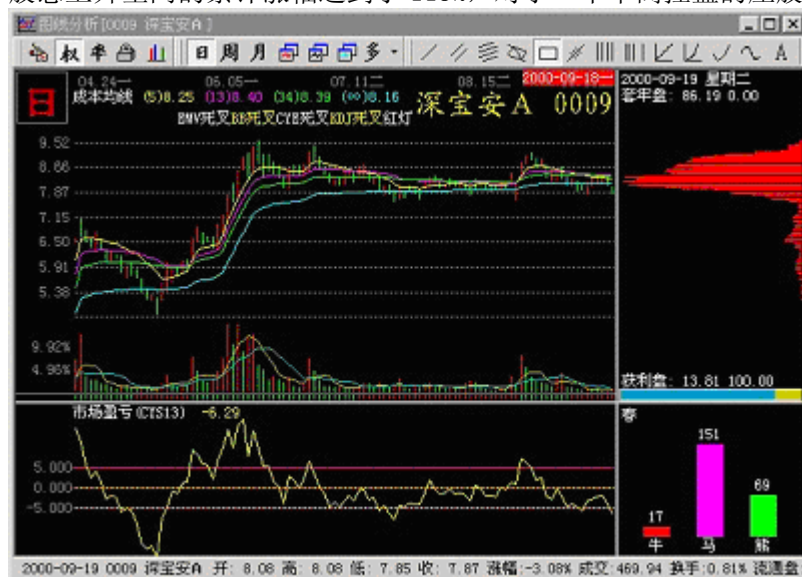 图线分析[0009 深宝安A]
权 率 日 周 月 多 A
04.24一 06.05一 07.11二 08.15二 2000-09-18一
日 成本均线 (5)8.25 (13)8.40 (34)8.39 (∞)8.16
深宝安A 0009
死叉 死叉CYE死叉KDJ死叉红灯
9.52
8.66
7.87
7.15
6.50
5.91
5.38
9.92%
4.96%
2000-09-19 星期二
套牢盘: 86.19 0.00
获利盘: 13.81 100.00
市场盈亏(CYS13) -6.29
5.000
0.000
-5.000
春
17 151 69
牛 马 熊
2000-09-19 0009 深宝安A 开: 8.08 高: 8.08 低: 7.85 收: 7.87 涨幅:-3.08% 成交:469.94 换手:0.81% 流通盘